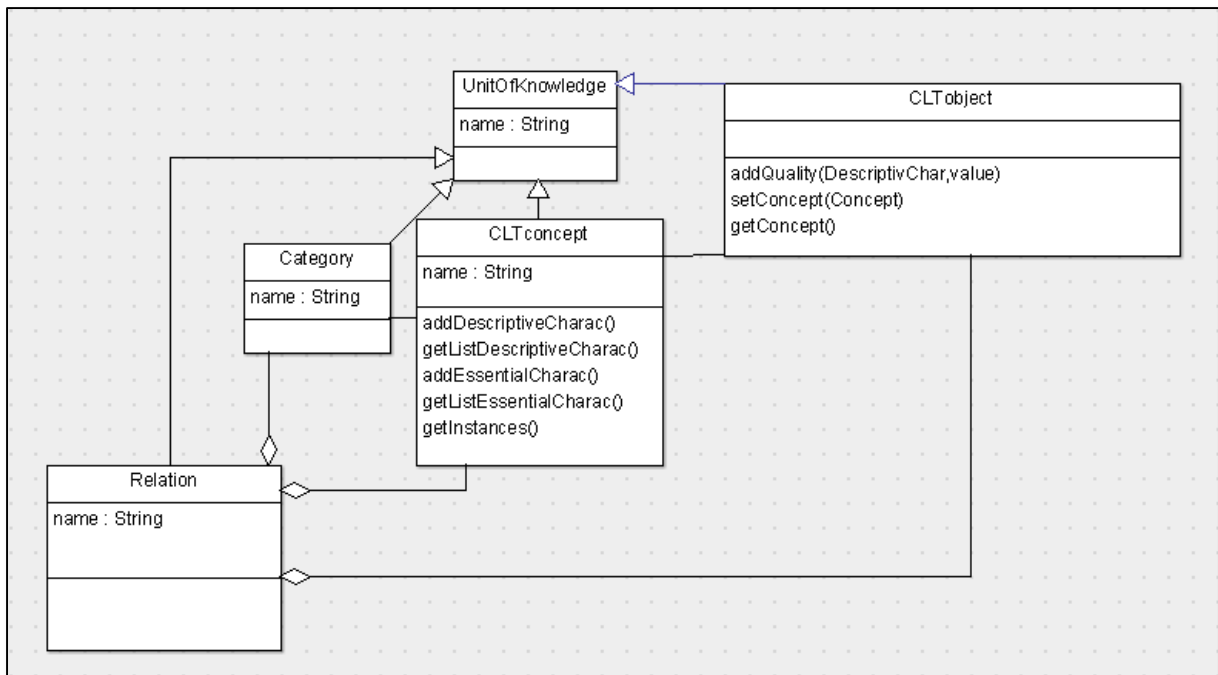 UnitOfKnowledge
name : String
CLTobject
addQuality(DescriptivChar,value)
setConcept(Concept)
getConcept()
CLTconcept
name : String
addDescriptiveCharac()
getListDescriptiveCharac()
addEssentialCharac()
getListEssentialCharac()
getInstances()
Category
name : String
Relation
name : String